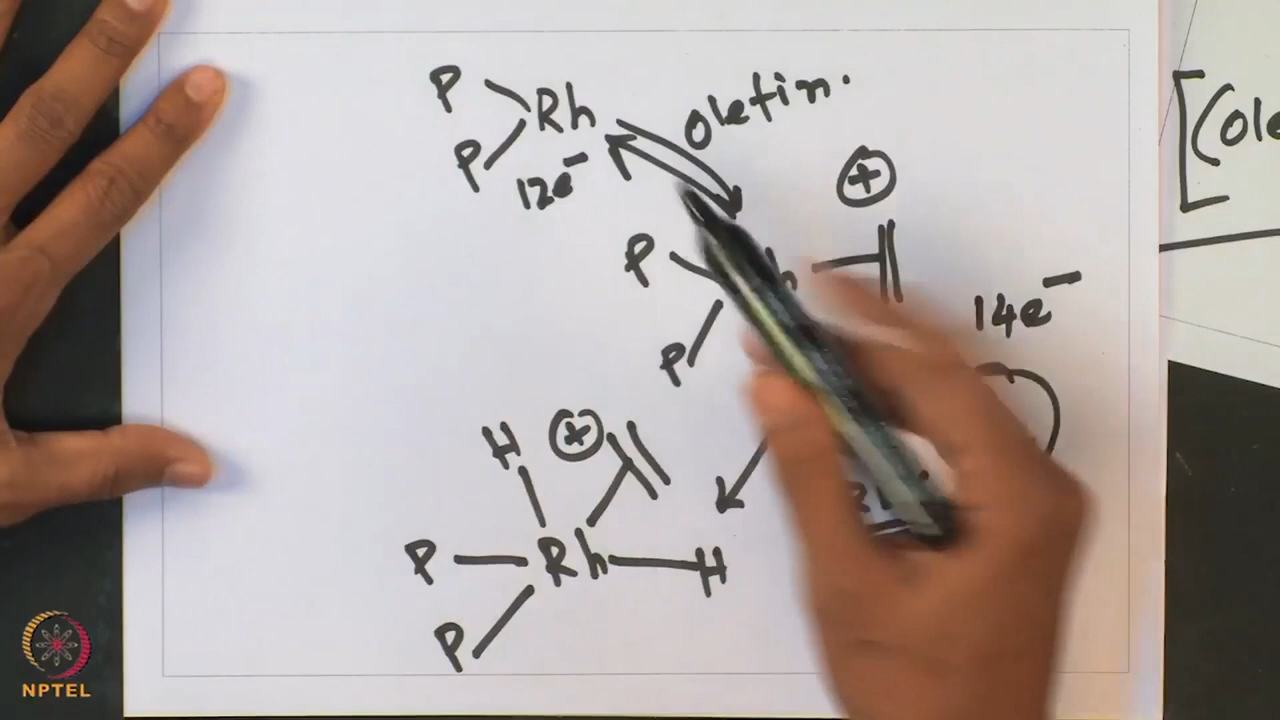 P
Rh
P
12e⁻
Olefin.
[(Ole
⊕
P
P
14e⁻
H
⊕
P Rh H
P
NPTEL